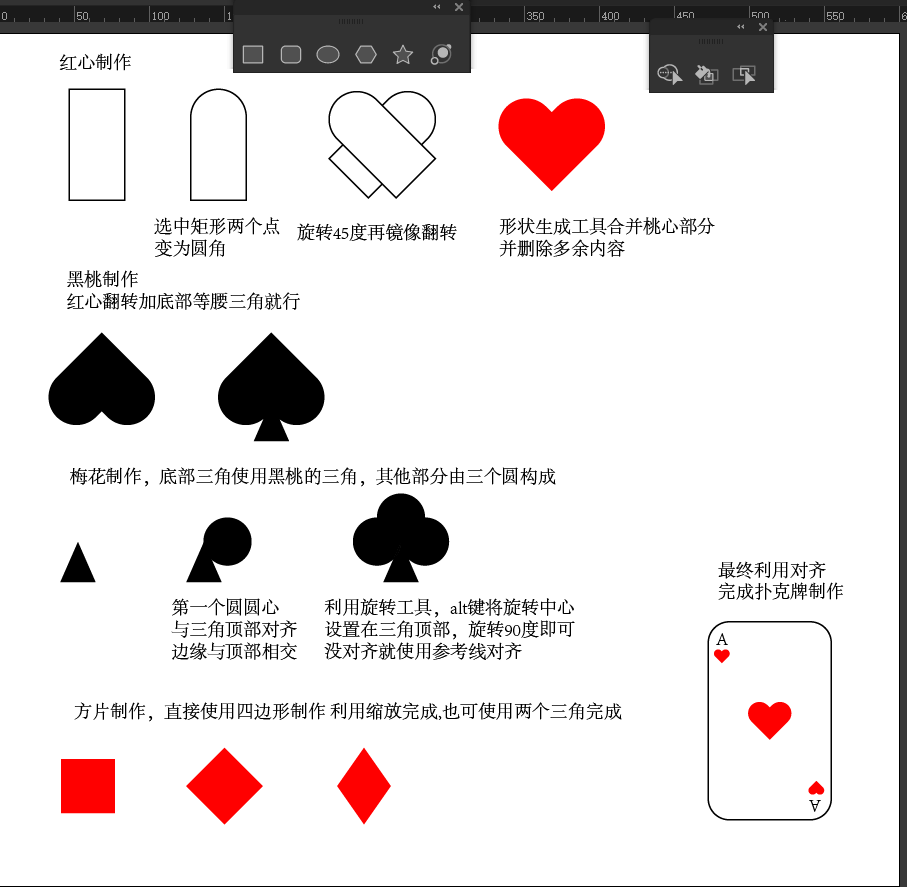 0
50
100
1
350
400
450
500
550
6
红心制作
选中矩形两个点
变为圆角
旋转45度再镜像翻转
形状生成工具合并桃心部分
并删除多余内容
黑桃制作
红心翻转加底部等腰三角就行
梅花制作，底部三角使用黑桃的三角，其他部分由三个圆构成
第一个圆圆心
与三角顶部对齐
边缘与顶部相交
利用旋转工具，alt键将旋转中心
设置在三角顶部，旋转90度即可
没对齐就使用参考线对齐
最终利用对齐
完成扑克牌制作
A
A
方片制作，直接使用四边形制作 利用缩放完成,也可使用两个三角完成